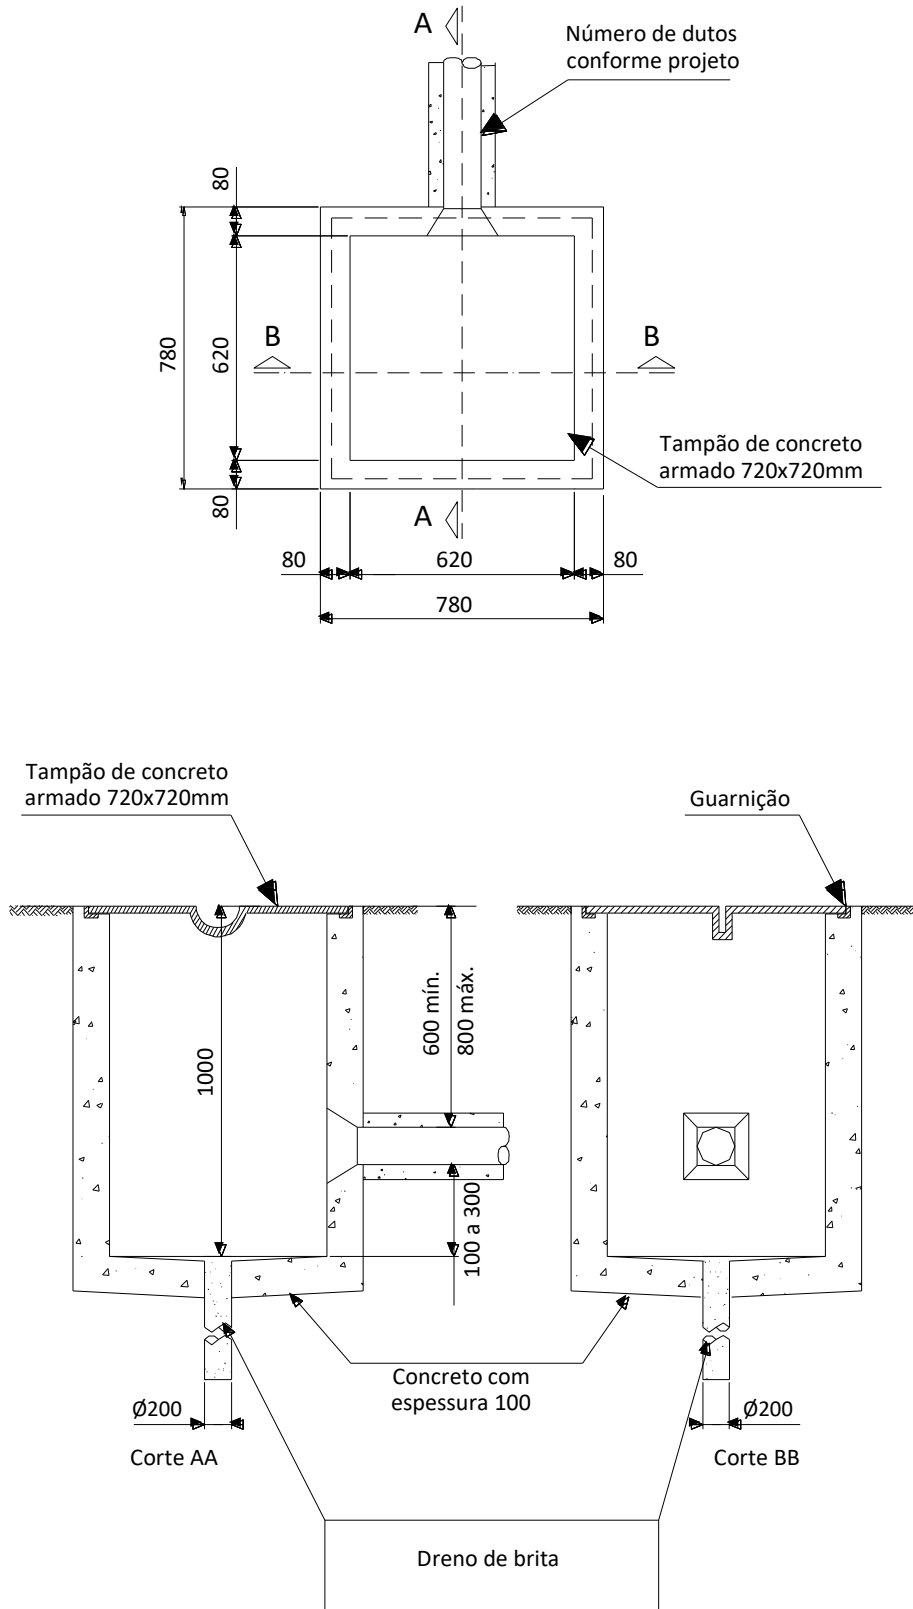 A
Número de dutos
conforme projeto
80
780
620
B
B
Tampão de concreto
armado 720x720mm
80
A
80
620
80
780
Tampão de concreto
armado 720x720mm
Guarnição
1000
600 mín.
800 máx.
100 a 300
Concreto com
espessura 100
Ø200
Ø200
Corte AA
Corte BB
Dreno de brita